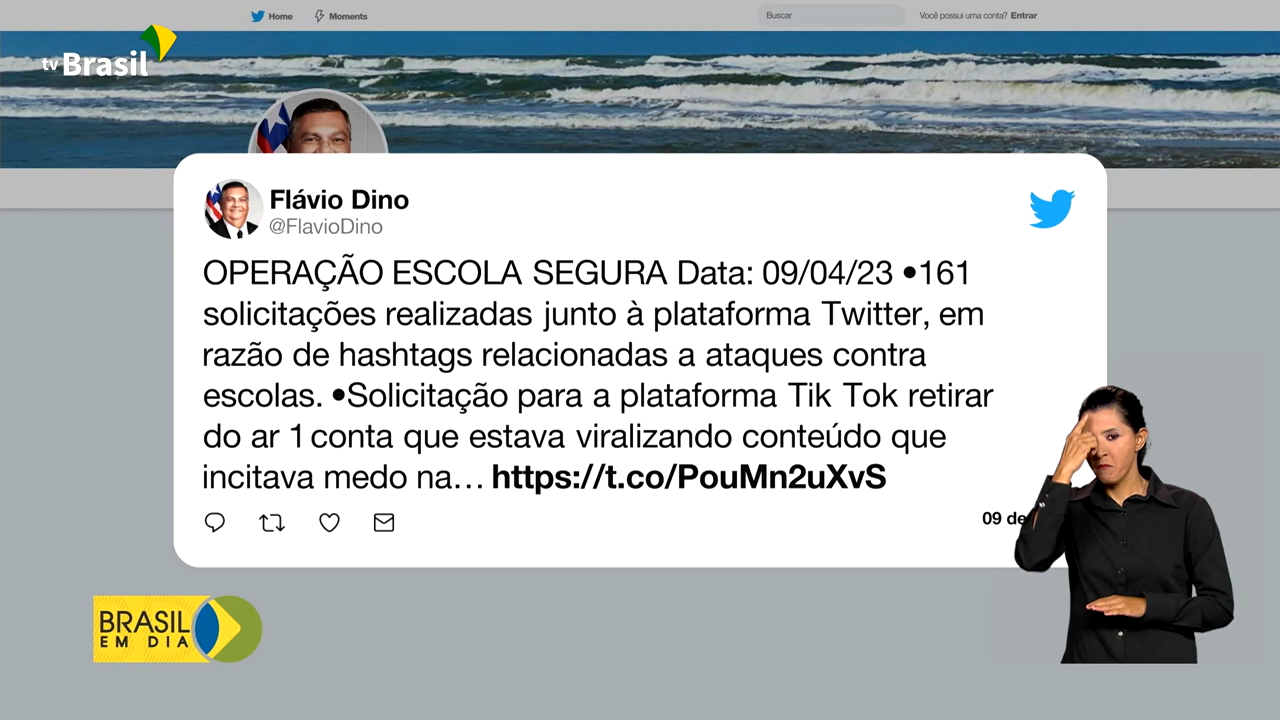 Home
Moments
Buscar
Você possui uma conta? Entrar
tv Brasil
Flávio Dino
@FlavioDino
OPERAÇÃO ESCOLA SEGURA Data: 09/04/23 •161
solicitações realizadas junto à plataforma Twitter, em
razão de hashtags relacionadas a ataques contra
escolas. •Solicitação para a plataforma Tik Tok retirar
do ar 1 conta que estava viralizando conteúdo que
incitava medo na… https://t.co/PouMn2uXvS
09 de
BRASIL
EM DIA